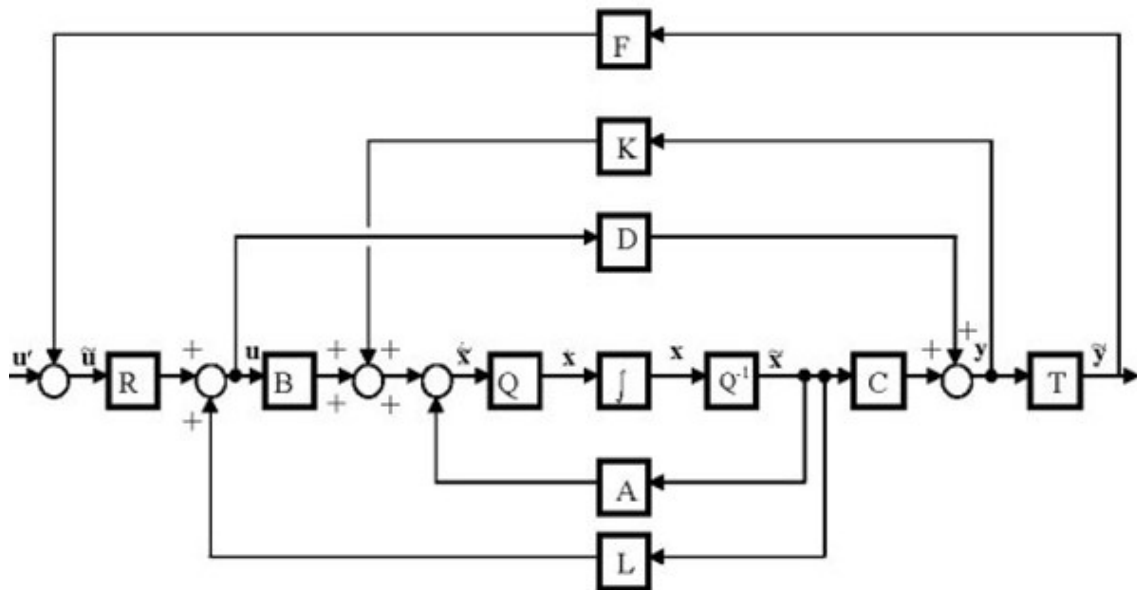 F
K
D
+ +
u′ ũ + u + + ẋ̃ ẋ x x̃ + y ỹ
R B Q ∫ Q⁻¹ C T
+ + +
A
L